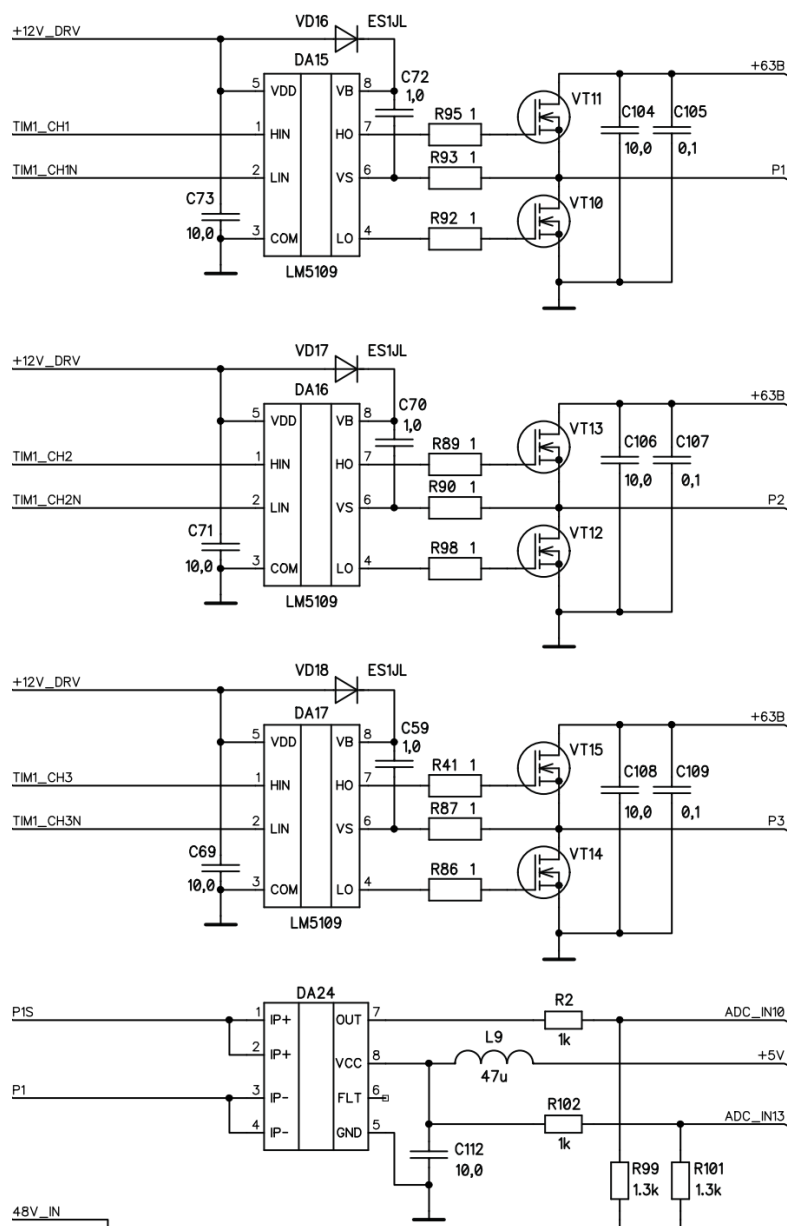 VD16 ES1JL
+12V_DRV
DA15
+63B
5 VDD VB 8
C72
1,0
VT11
C104
10,0
C105
0,1
TIM1_CH1
1 HIN HO 7
R95 1
TIM1_CH1N
2 LIN VS 6
R93 1
P1
C73
10,0
VT10
3 COM LO 4
R92 1
LM5109
VD17 ES1JL
+12V_DRV
DA16
+63B
5 VDD VB 8
C70
1,0
VT13
C106
10,0
C107
0,1
TIM1_CH2
1 HIN HO 7
R89 1
TIM1_CH2N
2 LIN VS 6
R90 1
P2
C71
10,0
VT12
3 COM LO 4
R98 1
LM5109
VD18 ES1JL
+12V_DRV
DA17
+63B
5 VDD VB 8
C59
1,0
VT15
C108
10,0
C109
0,1
TIM1_CH3
1 HIN HO 7
R41 1
TIM1_CH3N
2 LIN VS 6
R87 1
P3
C69
10,0
VT14
3 COM LO 4
R86 1
LM5109
DA24
P1S
1 IP+ OUT 7
R2
1k
ADC_IN10
2 IP+ VCC 8
L9
47u
+5V
P1
3 IP- FLT 6
R102
1k
ADC_IN13
4 IP- GND 5
C112
10,0
R99
1.3k
R101
1.3k
48V_IN